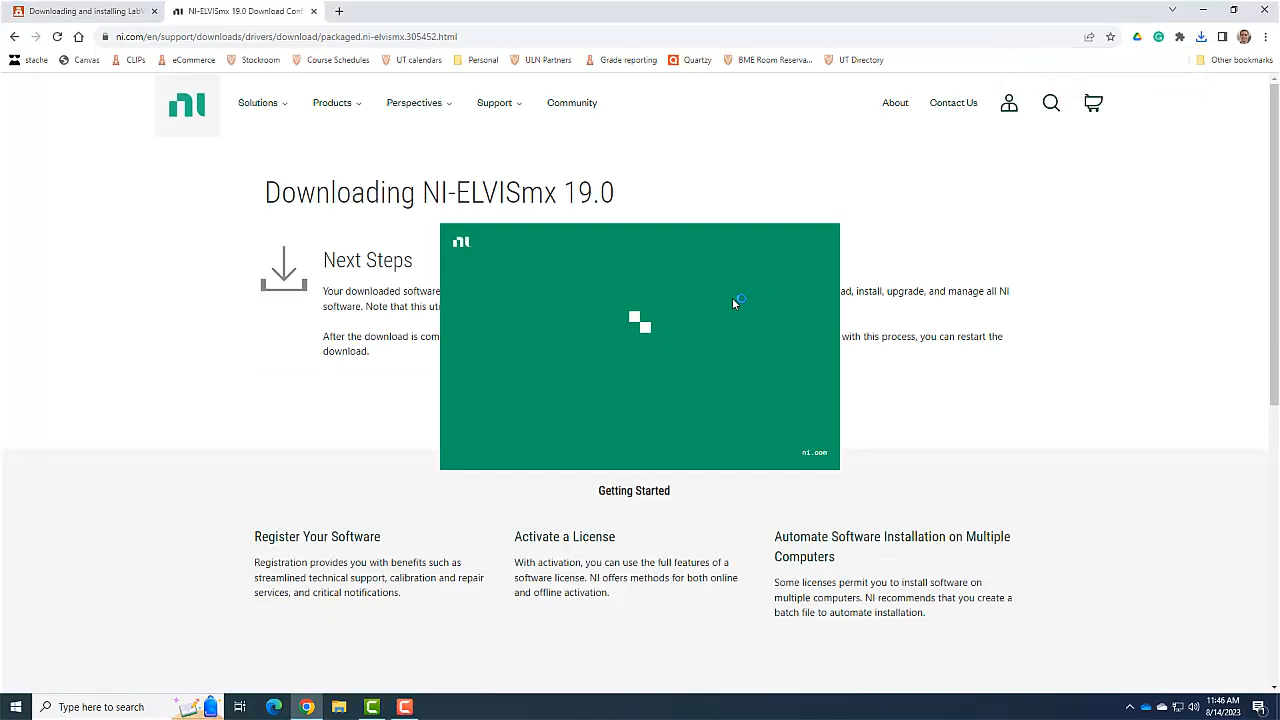 Downloading and installing LabV
NI-ELVISmx 19.0 Download Conf
ni.com/en/support/downloads/drivers/download/packaged.ni-elvismx.305452.html
stache
Canvas
CLIPs
eCommerce
Stockroom
Course Schedules
UT calendars
Personal
ULN Partners
Grade reporting
Quartzy
BME Room Reserva...
UT Directory
Other bookmarks
ni
Solutions
Products
Perspectives
Support
Community
About
Contact Us
Downloading NI-ELVISmx 19.0
Next Steps
Your downloaded software
ad, install, upgrade, and manage all NI
software. Note that this ut
After the download is com
with this process, you can restart the
download.
ni
ni.com
Getting Started
Register Your Software
Registration provides you with benefits such as
streamlined technical support, calibration and repair
services, and critical notifications.
Activate a License
With activation, you can use the full features of a
software license. NI offers methods for both online
and offline activation.
Automate Software Installation on Multiple
Computers
Some licenses permit you to install software on
multiple computers. NI recommends that you create a
batch file to automate installation.
Type here to search
11:46 AM
8/14/2023